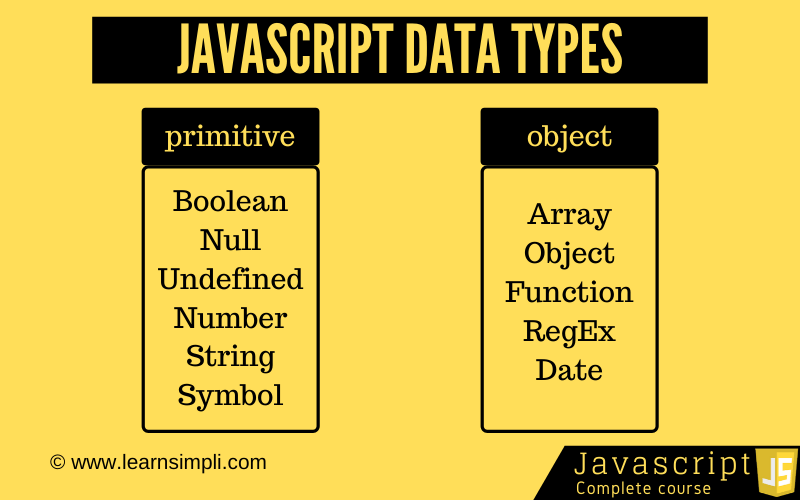 JAVASCRIPT DATA TYPES
primitive
Boolean
Null
Undefined
Number
String
Symbol
object
Array
Object
Function
RegEx
Date
© www.learnsimpli.com
Javascript
Complete course
JS